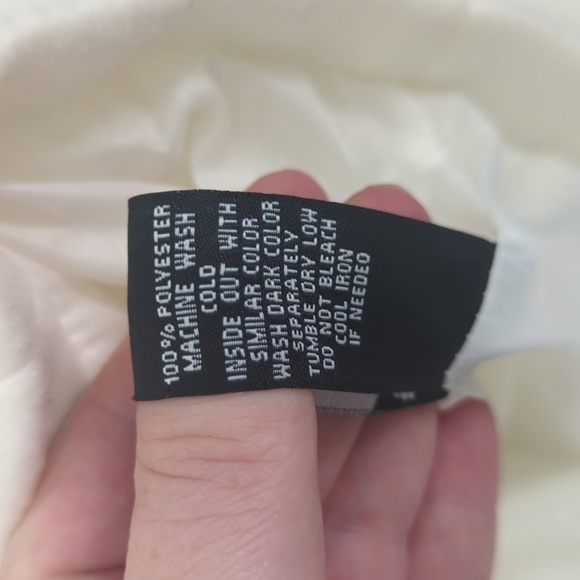 100% POLYESTER
MACHINE WASH
COLD
INSIDE OUT WITH
SIMILAR COLOR
WASH DARK COLOR
SEPARATELY
TUMBLE DRY LOW
DO NOT BLEACH
COOL IRON
IF NEEDED